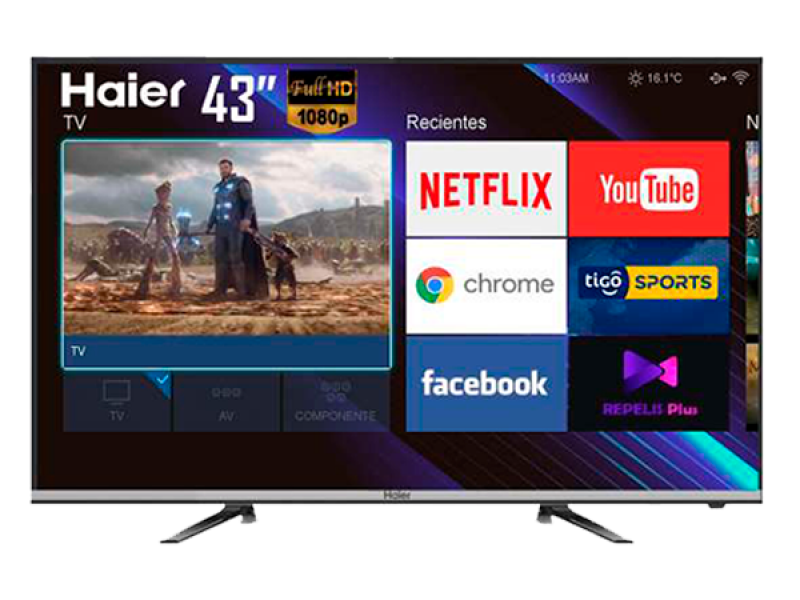 Haier 43" Full HD
1080p
TV
11:03AM 16.1°C
Recientes
N
NETFLIX
YouTube
chrome
tigo SPORTS
TV
facebook
REPELIS Plus
TV
AV
COMPONENTE
Haier